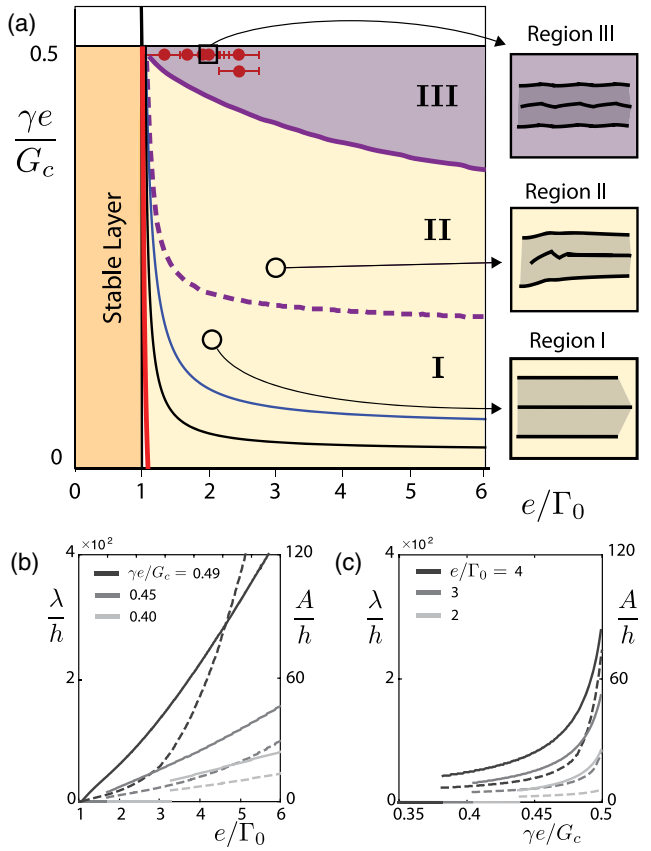 (a)
0.5
γe
G_c
0
Stable Layer
III
II
I
0 1 2 3 4 5 6
e/Γ_0
Region III
Region II
Region I
(b)
×10^2
4
λ
h
2
0
γe/G_c = 0.49
0.45
0.40
120
A
h
60
0
1 2 3 4 5 6
e/Γ_0
(c)
×10^2
4
λ
h
2
0
e/Γ_0 = 4
3
2
120
A
h
60
0
0.35 0.4 0.45 0.5
γe/G_c